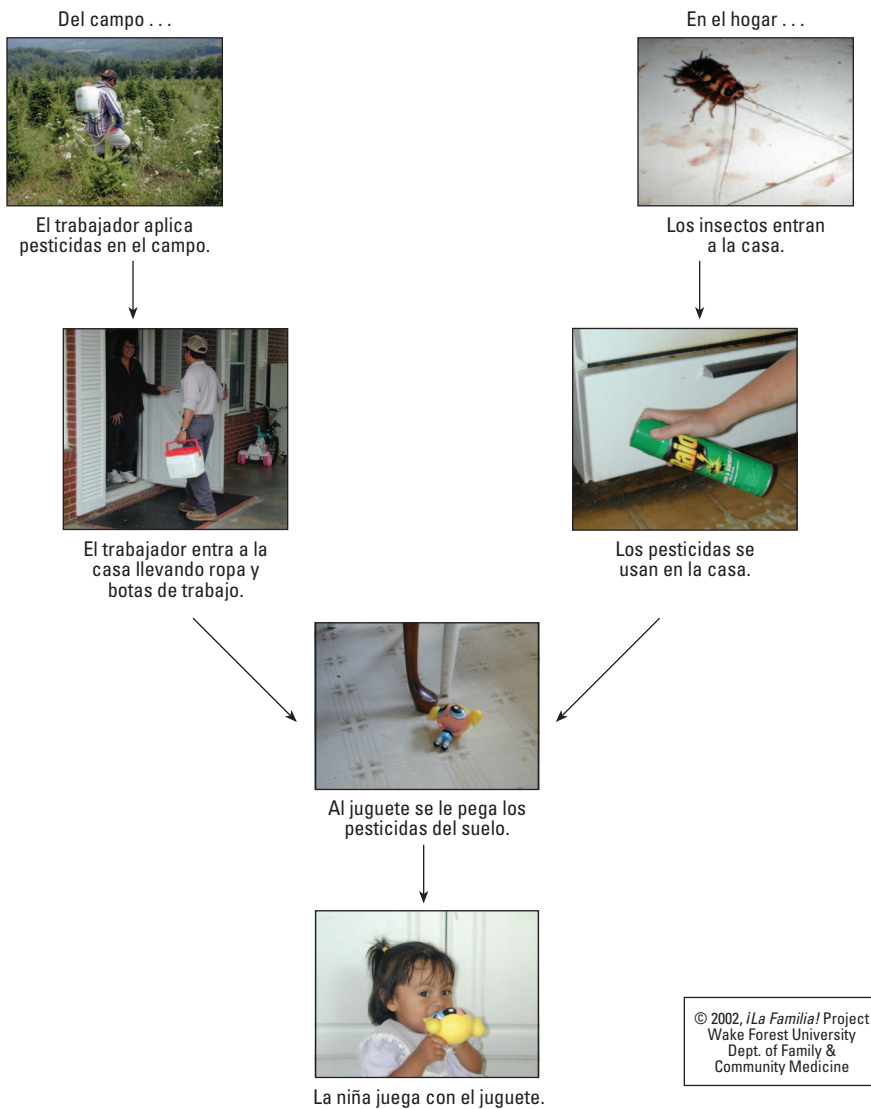 Del campo . . .
El trabajador aplica
pesticidas en el campo.
El trabajador entra a la
casa llevando ropa y
botas de trabajo.
En el hogar . . .
Los insectos entran
a la casa.
Raid
Los pesticidas se
usan en la casa.
Al juguete se le pega los
pesticidas del suelo.
La niña juega con el juguete.
© 2002, ¡La Familia! Project
Wake Forest University
Dept. of Family &
Community Medicine